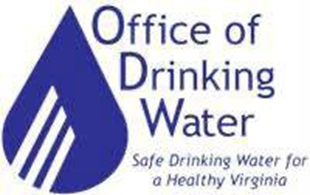 Office of
Drinking
Water
Safe Drinking Water for
a Healthy Virginia